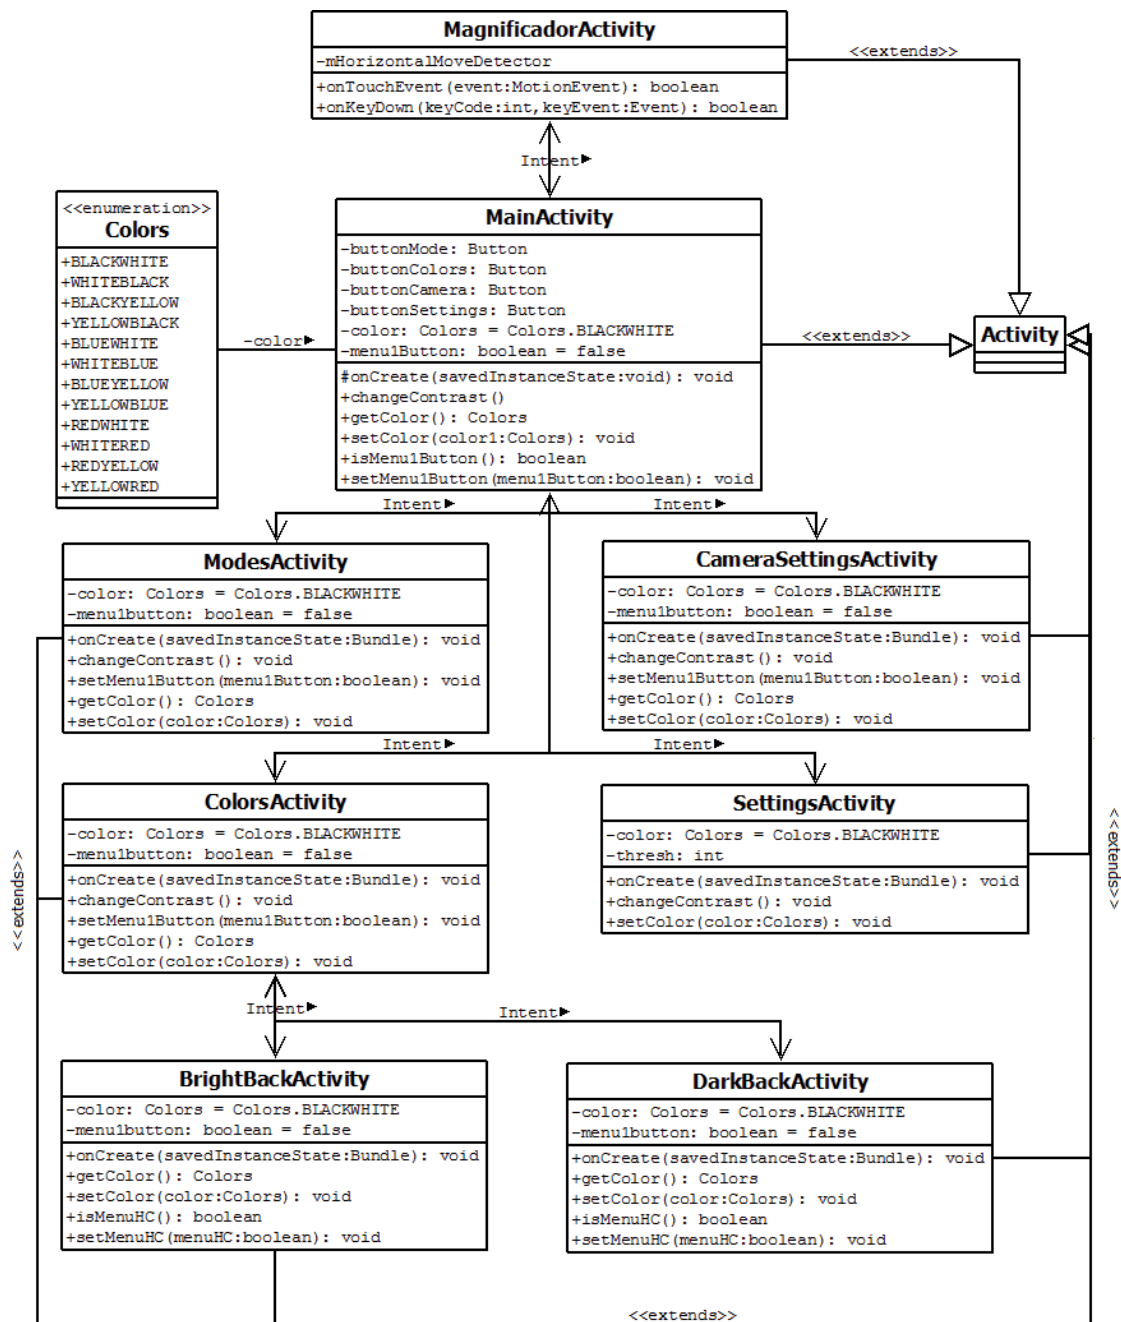 MagnificadorActivity
-mHorizontalMoveDetector
+onTouchEvent(event:MotionEvent): boolean
+onKeyDown(keyCode:int,keyEvent:Event): boolean
<<extends>>
Intent▶
<<enumeration>>
Colors
+BLACKWHITE
+WHITEBLACK
+BLACKYELLOW
+YELLOWBLACK
+BLUEWHITE
+WHITEBLUE
+BLUEYELLOW
+YELLOWBLUE
+REDWHITE
+WHITERED
+REDYELLOW
+YELLOWRED
-color▶
MainActivity
-buttonMode: Button
-buttonColors: Button
-buttonCamera: Button
-buttonSettings: Button
-color: Colors = Colors.BLACKWHITE
-menu1Button: boolean = false
#onCreate(savedInstanceState:void): void
+changeContrast()
+getColor(): Colors
+setColor(color1:Colors): void
+isMenu1Button(): boolean
+setMenu1Button(menu1Button:boolean): void
<<extends>>
Activity
Intent▶
Intent▶
ModesActivity
-color: Colors = Colors.BLACKWHITE
-menu1button: boolean = false
+onCreate(savedInstanceState:Bundle): void
+changeContrast(): void
+setMenu1Button(menu1Button:boolean): void
+getColor(): Colors
+setColor(color:Colors): void
CameraSettingsActivity
-color: Colors = Colors.BLACKWHITE
-menu1button: boolean = false
+onCreate(savedInstanceState:Bundle): void
+changeContrast(): void
+setMenu1Button(menu1Button:boolean): void
+getColor(): Colors
+setColor(color:Colors): void
Intent▶
Intent▶
ColorsActivity
-color: Colors = Colors.BLACKWHITE
-menu1button: boolean = false
+onCreate(savedInstanceState:Bundle): void
+changeContrast(): void
+setMenu1Button(menu1Button:boolean): void
+getColor(): Colors
+setColor(color:Colors): void
SettingsActivity
-color: Colors = Colors.BLACKWHITE
-thresh: int
+onCreate(savedInstanceState:Bundle): void
+changeContrast(): void
+setColor(color:Colors): void
<<extends>>
<<extends>>
Intent▶
Intent▶
BrightBackActivity
-color: Colors = Colors.BLACKWHITE
-menu1button: boolean = false
+onCreate(savedInstanceState:Bundle): void
+getColor(): Colors
+setColor(color:Colors): void
+isMenuHC(): boolean
+setMenuHC(menuHC:boolean): void
DarkBackActivity
-color: Colors = Colors.BLACKWHITE
-menu1button: boolean = false
+onCreate(savedInstanceState:Bundle): void
+getColor(): Colors
+setColor(color:Colors): void
+isMenuHC(): boolean
+setMenuHC(menuHC:boolean): void
<<extends>>